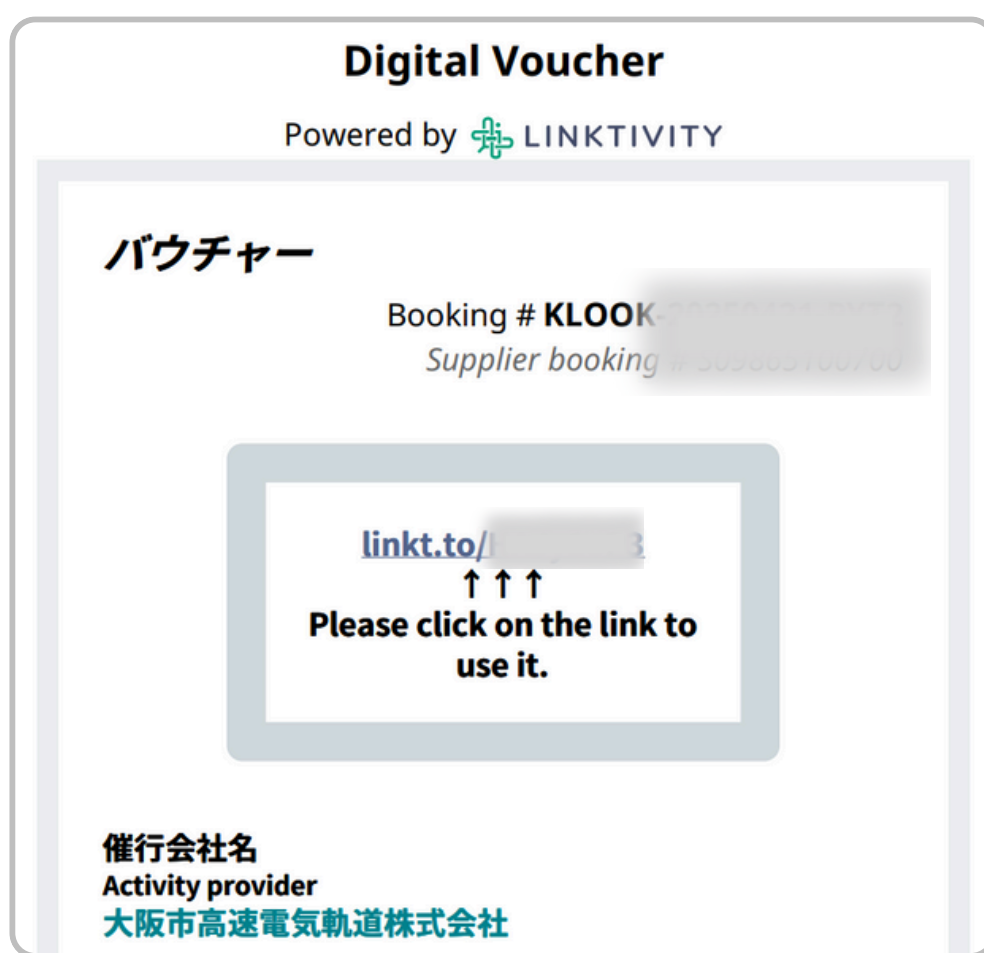 Digital Voucher
Powered by LINKTIVITY
バウチャー
Booking # KLOOK-
Supplier booking #
linkt.to/
↑ ↑ ↑
Please click on the link to
use it.
催行会社名
Activity provider
大阪市高速電気軌道株式会社